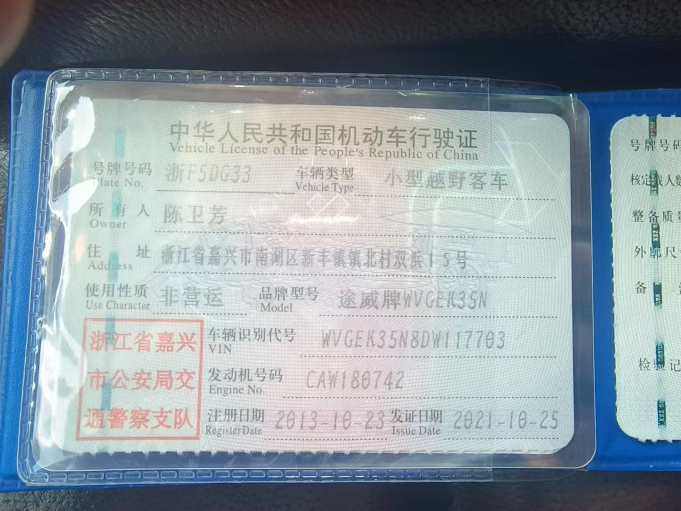 中华人民共和国机动车行驶证
Vehicle License of the People's Republic of China
号牌号码 浙F5DG33 车辆类型 小型越野客车
Plate No. Vehicle Type
所有人 陈卫芳
Owner
住 址 浙江省嘉兴市南湖区新丰镇镇北村双浜15号
Address
使用性质 非营运 品牌型号 途威牌WVGEK35N
Use Character Model
浙江省嘉兴
市公安局交
通警察支队
车辆识别代号 WVGEK35N8DW117703
VIN
发动机号码 CAW180742
Engine No.
注册日期 2013-10-23 发证日期 2021-10-25
Register Date Issue Date
号牌号码
核定载人数
整备质量
外廓尺
备
检验记